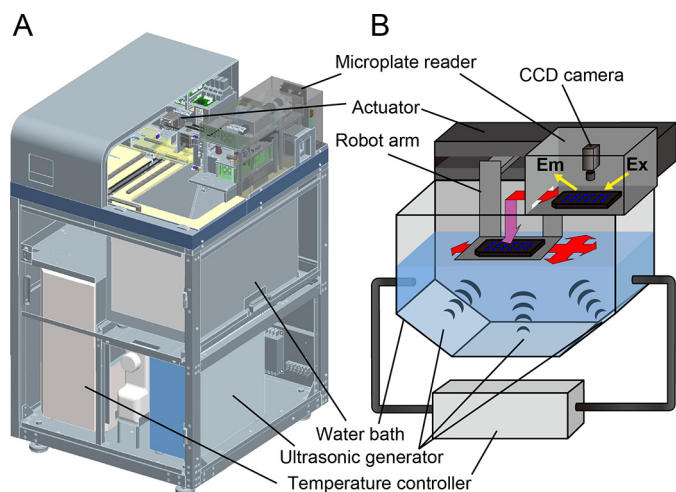 A
B
Microplate reader
CCD camera
Actuator
Robot arm
Em
Ex
Water bath
Ultrasonic generator
Temperature controller